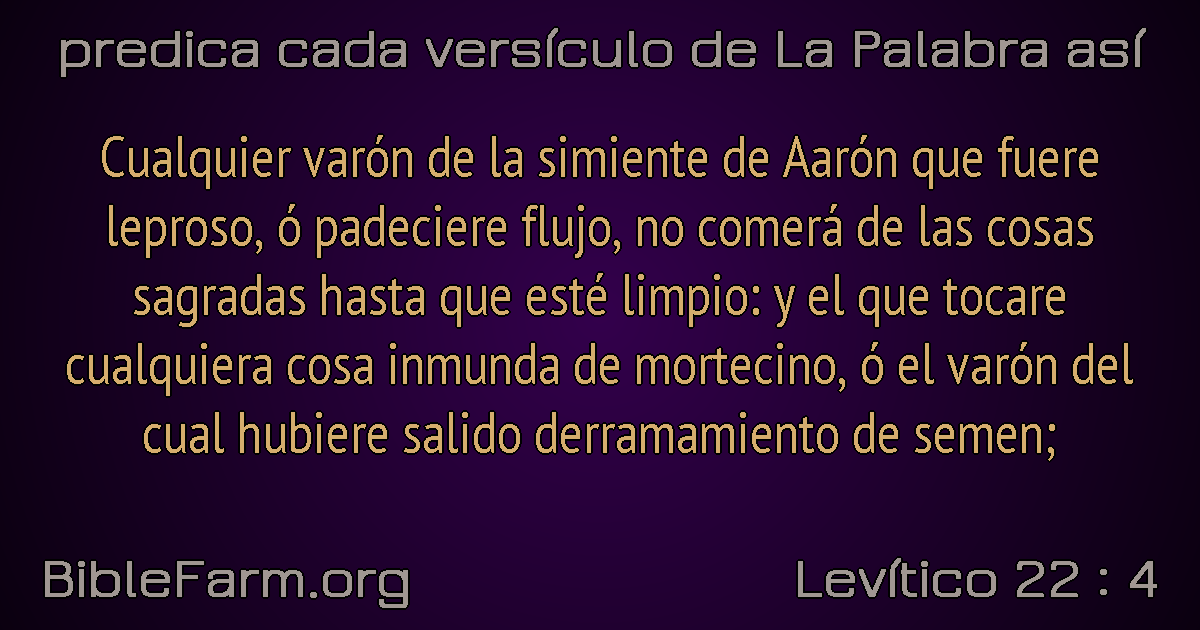 predica cada versículo de La Palabra así
Cualquier varón de la simiente de Aarón que fuere
leproso, ó padeciere flujo, no comerá de las cosas
sagradas hasta que esté limpio: y el que tocare
cualquiera cosa inmunda de mortecino, ó el varón del
cual hubiere salido derramamiento de semen;
BibleFarm.org
Levítico 22 : 4